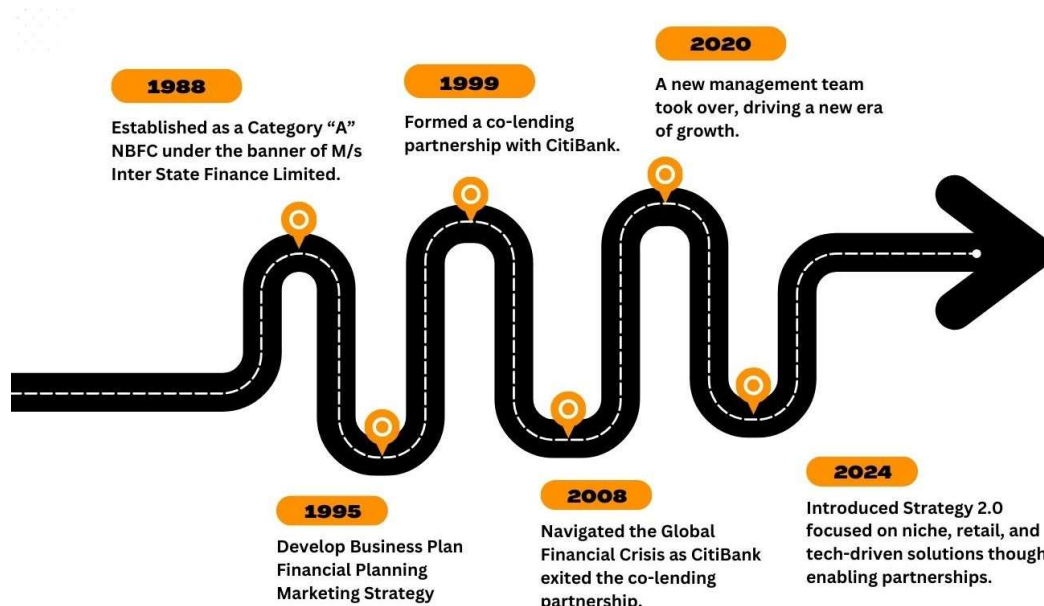 1988
Established as a Category “A”
NBFC under the banner of M/s
Inter State Finance Limited.
1995
Develop Business Plan
Financial Planning
Marketing Strategy
1999
Formed a co-lending
partnership with CitiBank.
2008
Navigated the Global
Financial Crisis as CitiBank
exited the co-lending
partnership.
2020
A new management team
took over, driving a new era
of growth.
2024
Introduced Strategy 2.0
focused on niche, retail, and
tech-driven solutions though
enabling partnerships.